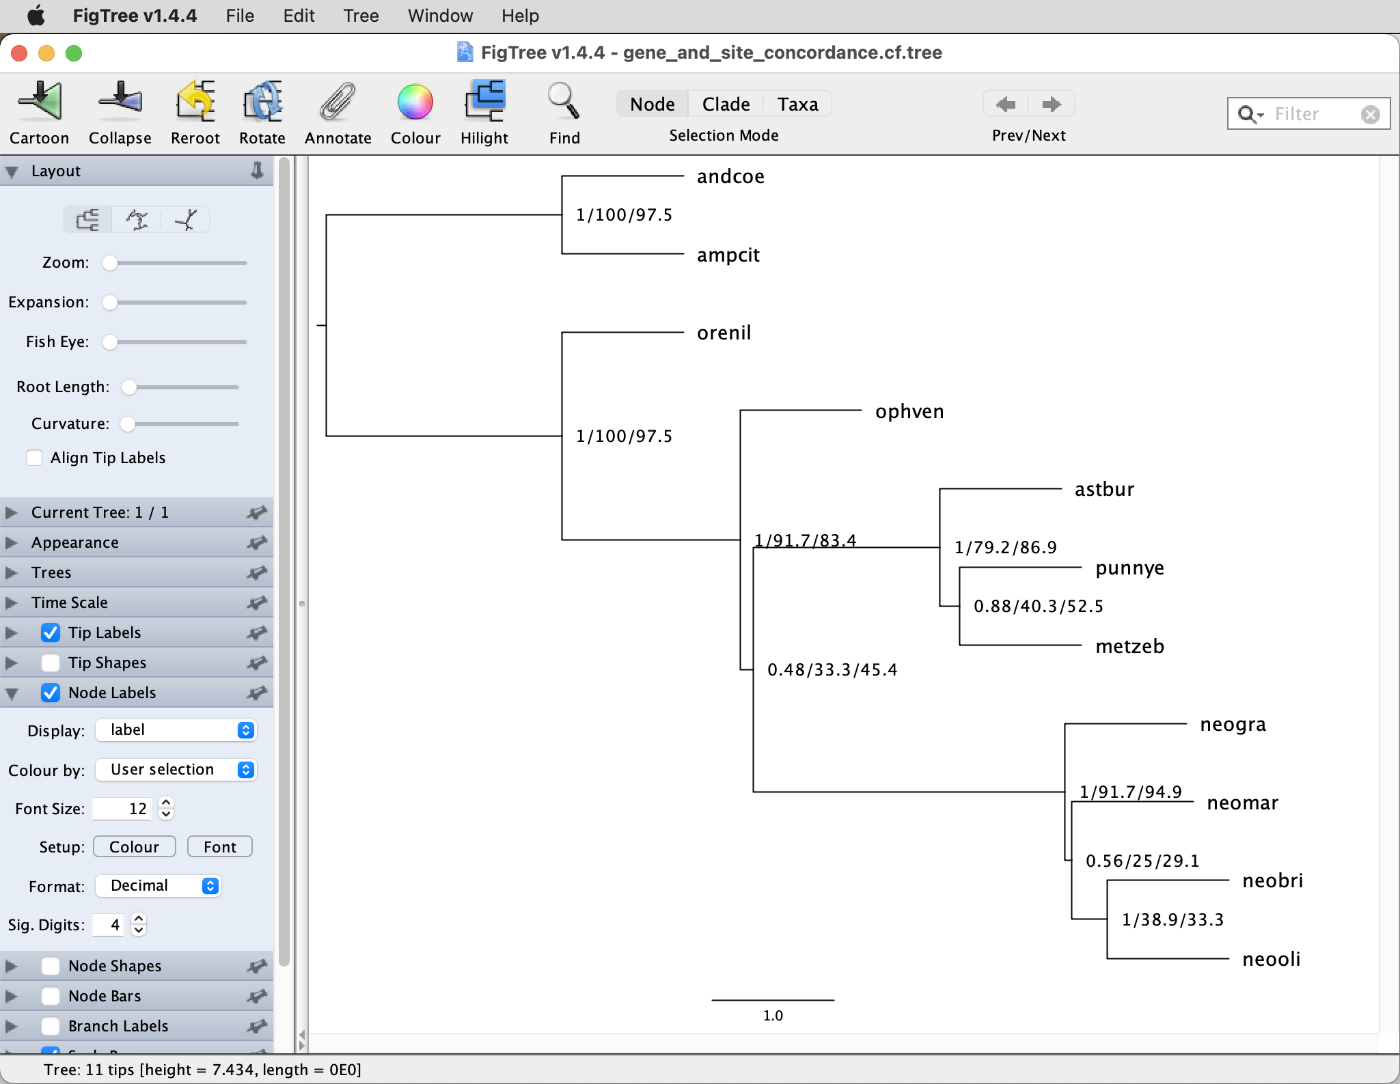 FigTree v1.4.4 File Edit Tree Window Help
FigTree v1.4.4 - gene_and_site_concordance.cf.tree
Cartoon Collapse Reroot Rotate Annotate Colour Hilight Find
Node Clade Taxa
Selection Mode
Prev/Next
Filter
Layout
Zoom:
Expansion:
Fish Eye:
Root Length:
Curvature:
Align Tip Labels
Current Tree: 1 / 1
Appearance
Trees
Time Scale
Tip Labels
Tip Shapes
Node Labels
Display: label
Colour by: User selection
Font Size: 12
Setup: Colour Font
Format: Decimal
Sig. Digits: 4
Node Shapes
Node Bars
Branch Labels
andcoe
1/100/97.5
ampcit
orenil
1/100/97.5
ophven
astbur
1/91.7/83.4
1/79.2/86.9
punnye
0.88/40.3/52.5
metzeb
0.48/33.3/45.4
neogra
1/91.7/94.9
neomar
0.56/25/29.1
neobri
1/38.9/33.3
neooli
1.0
Tree: 11 tips [height = 7.434, length = 0E0]